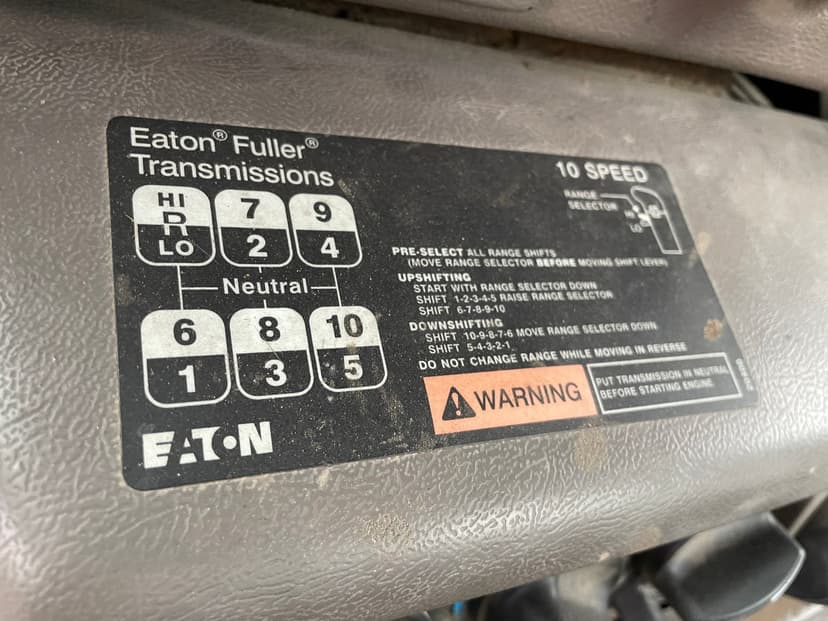 Eaton® Fuller®
Transmissions
10 SPEED
RANGE
SELECTOR
HI
LO
HI 7 9
R
LO 2 4
Neutral
6 8 10
1 3 5
EATON
PRE-SELECT ALL RANGE SHIFTS
(MOVE RANGE SELECTOR BEFORE MOVING SHIFT LEVER)
UPSHIFTING
START WITH RANGE SELECTOR DOWN
SHIFT 1-2-3-4-5 RAISE RANGE SELECTOR
SHIFT 6-7-8-9-10
DOWNSHIFTING
SHIFT 10-9-8-7-6 MOVE RANGE SELECTOR DOWN
SHIFT 5-4-3-2-1
DO NOT CHANGE RANGE WHILE MOVING IN REVERSE
WARNING
PUT TRANSMISSION IN NEUTRAL
BEFORE STARTING ENGINE